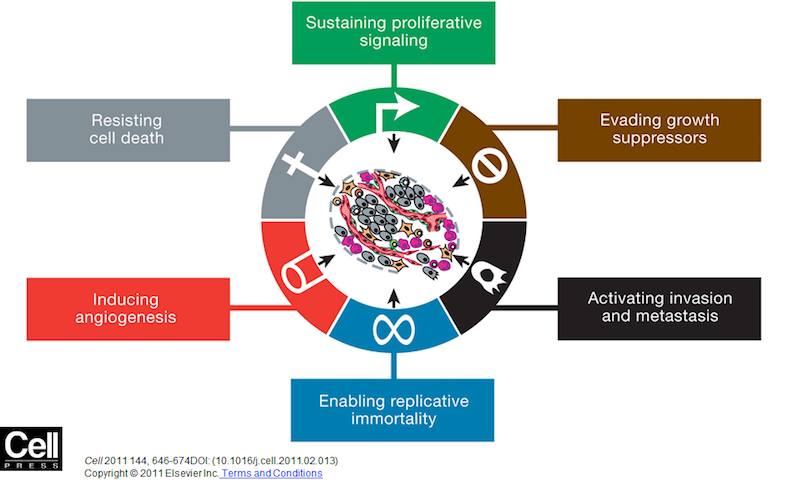 Sustaining proliferative
signaling
Resisting
cell death
Evading growth
suppressors
Inducing
angiogenesis
Activating invasion
and metastasis
Enabling replicative
immortality
Cell
PRESS
Cell 2011 144, 646-674DOI: (10.1016/j.cell.2011.02.013)
Copyright © 2011 Elsevier Inc. Terms and Conditions